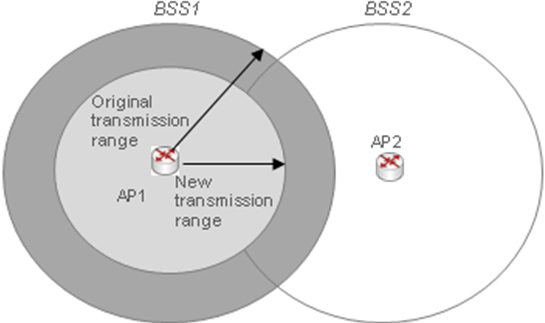 BSS1
BSS2
Original
transmission
range
AP1
New
transmission
range
AP2